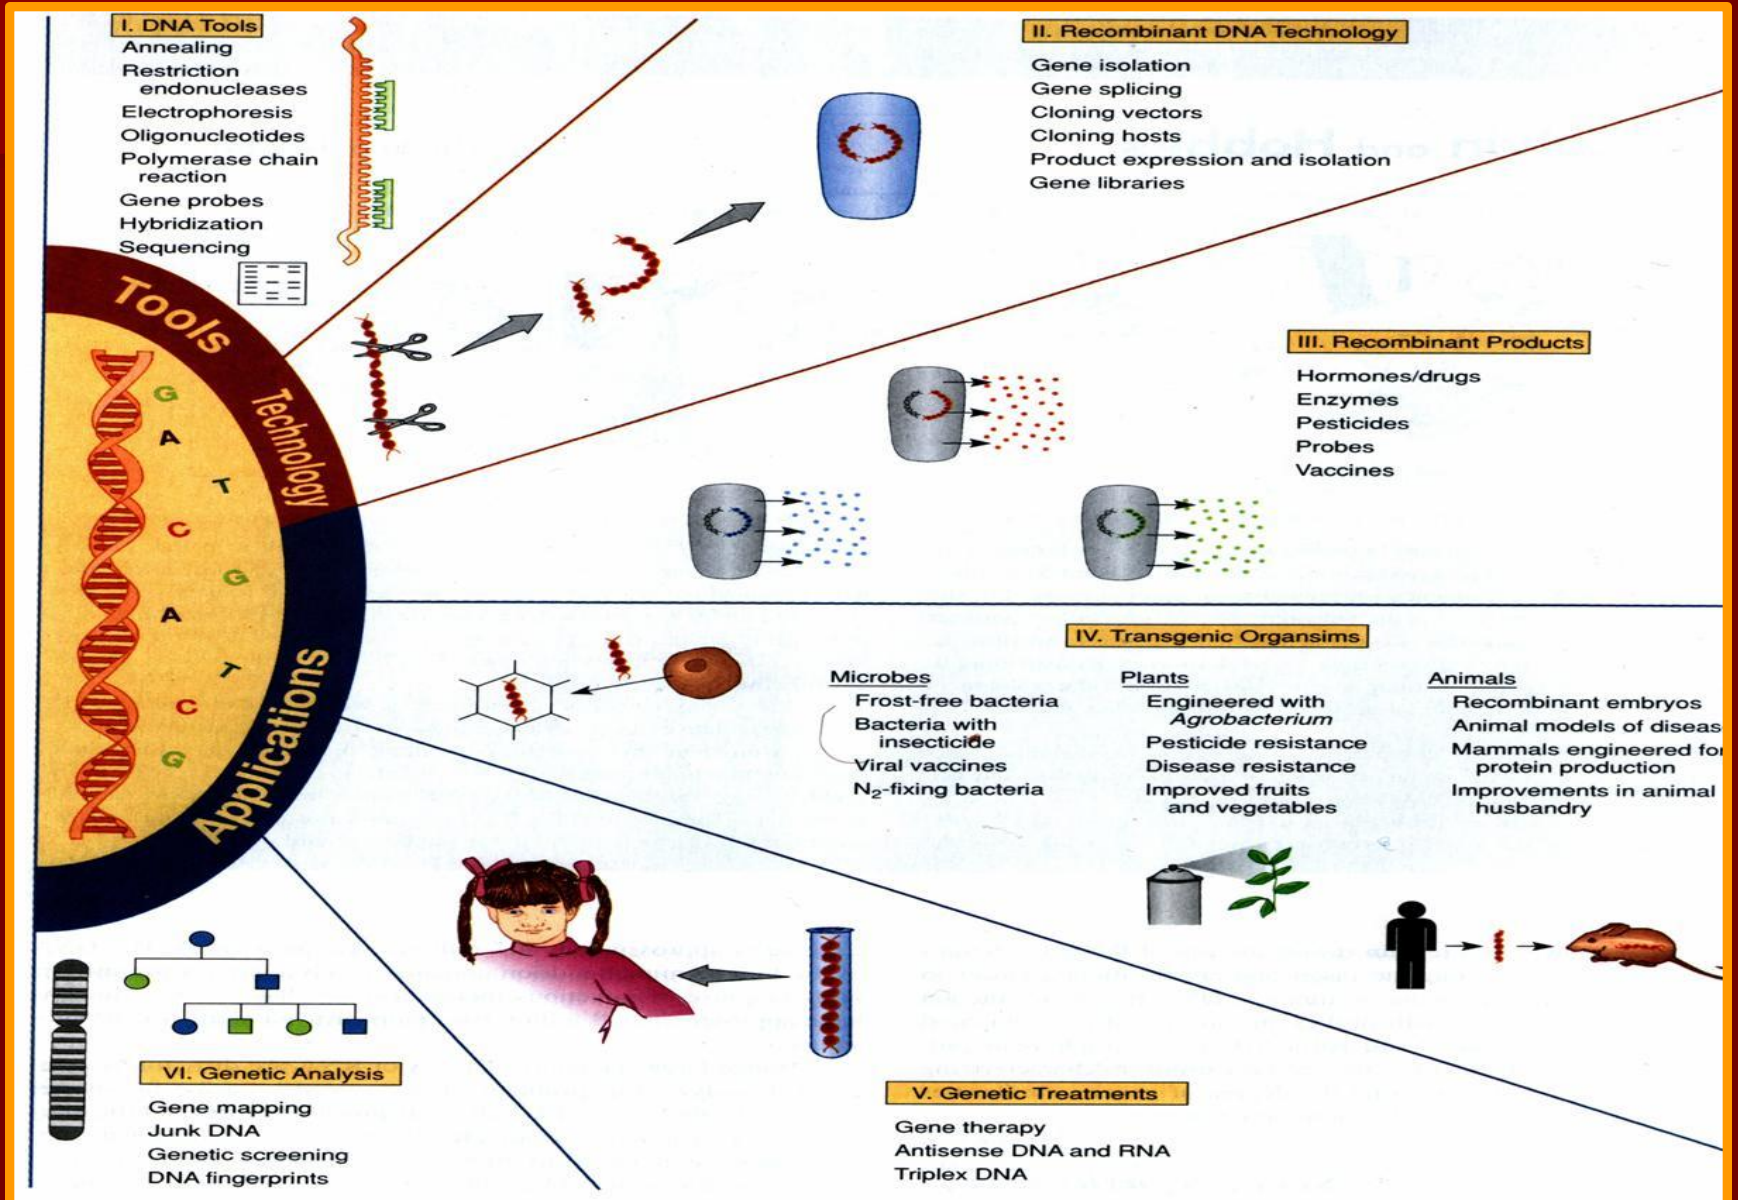 I. DNA Tools
Annealing
Restriction
endonucleases
Electrophoresis
Oligonucleotides
Polymerase chain
reaction
Gene probes
Hybridization
Sequencing
II. Recombinant DNA Technology
Gene isolation
Gene splicing
Cloning vectors
Cloning hosts
Product expression and isolation
Gene libraries
Tools
Technology
Applications
G
A
T
C
G
A
T
C
G
III. Recombinant Products
Hormones/drugs
Enzymes
Pesticides
Probes
Vaccines
IV. Transgenic Organsims
Microbes
Frost-free bacteria
Bacteria with
insecticide
Viral vaccines
N₂-fixing bacteria
Plants
Engineered with
Agrobacterium
Pesticide resistance
Disease resistance
Improved fruits
and vegetables
Animals
Recombinant embryos
Animal models of diseas
Mammals engineered for
protein production
Improvements in animal
husbandry
V. Genetic Treatments
Gene therapy
Antisense DNA and RNA
Triplex DNA
VI. Genetic Analysis
Gene mapping
Junk DNA
Genetic screening
DNA fingerprints